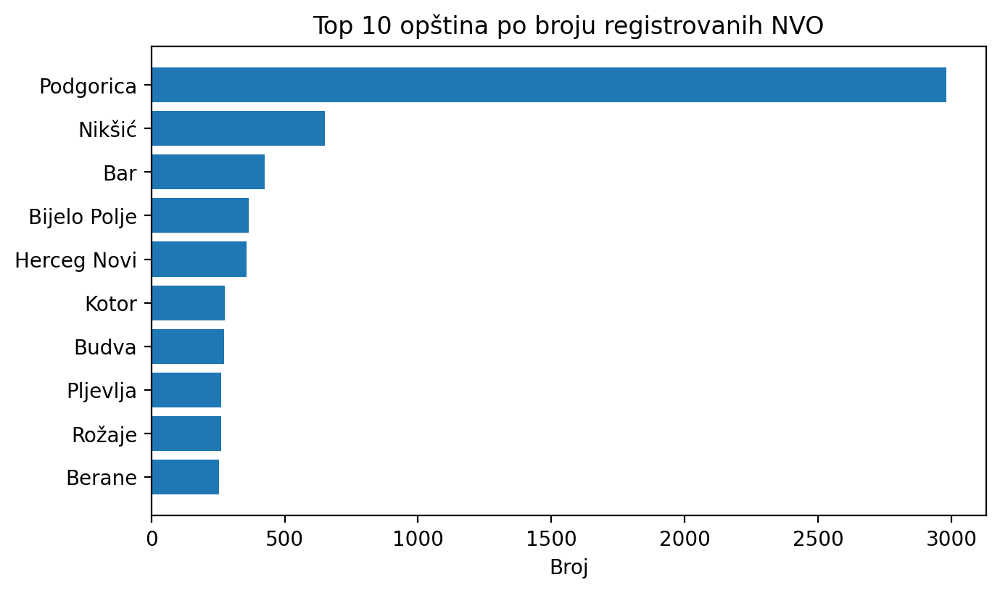 Top 10 opština po broju registrovanih NVO
Podgorica
Nikšić
Bar
Bijelo Polje
Herceg Novi
Kotor
Budva
Pljevlja
Rožaje
Berane
0 500 1000 1500 2000 2500 3000
Broj